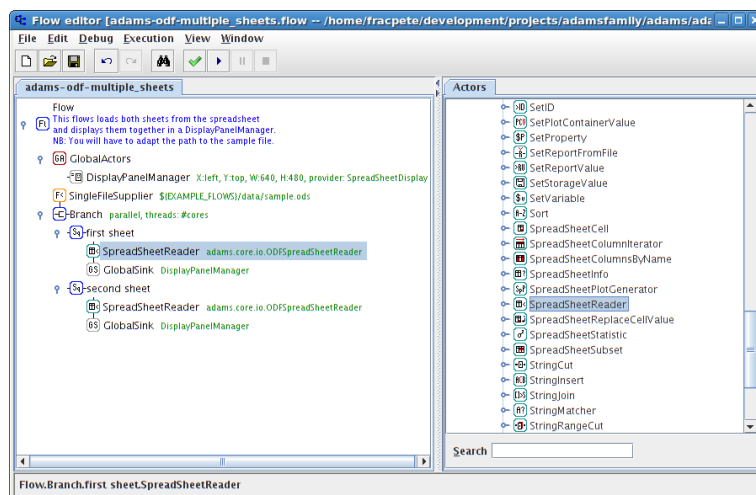 Flow editor [adams-odf-multiple_sheets.flow -- /home/fracpete/development/projects/adamsfamily/adams/ada
File Edit Debug Execution View Window
adams-odf-multiple_sheets
Flow
This flows loads both sheets from the spreadsheet
and displays them together in a DisplayPanelManager.
NB: You will have to adapt the path to the sample file.
GlobalActors
DisplayPanelManager X:left, Y:top, W:640, H:480, provider: SpreadSheetDisplay
SingleFileSupplier ${EXAMPLE_FLOWS}/data/sample.ods
Branch parallel, threads: #cores
first sheet
SpreadSheetReader adams.core.io.ODFSpreadSheetReader
GlobalSink DisplayPanelManager
second sheet
SpreadSheetReader adams.core.io.ODFSpreadSheetReader
GlobalSink DisplayPanelManager
Actors
SetID
SetPlotContainerValue
SetProperty
SetReportFromFile
SetReportValue
SetStorageValue
SetVariable
Sort
SpreadSheetCell
SpreadSheetColumnIterator
SpreadSheetColumnsByName
SpreadSheetInfo
SpreadSheetPlotGenerator
SpreadSheetReader
SpreadSheetReplaceCellValue
SpreadSheetStatistic
SpreadSheetSubset
StringCut
StringInsert
StringJoin
StringMatcher
StringRangeCut
Search
Flow.Branch.first sheet.SpreadSheetReader